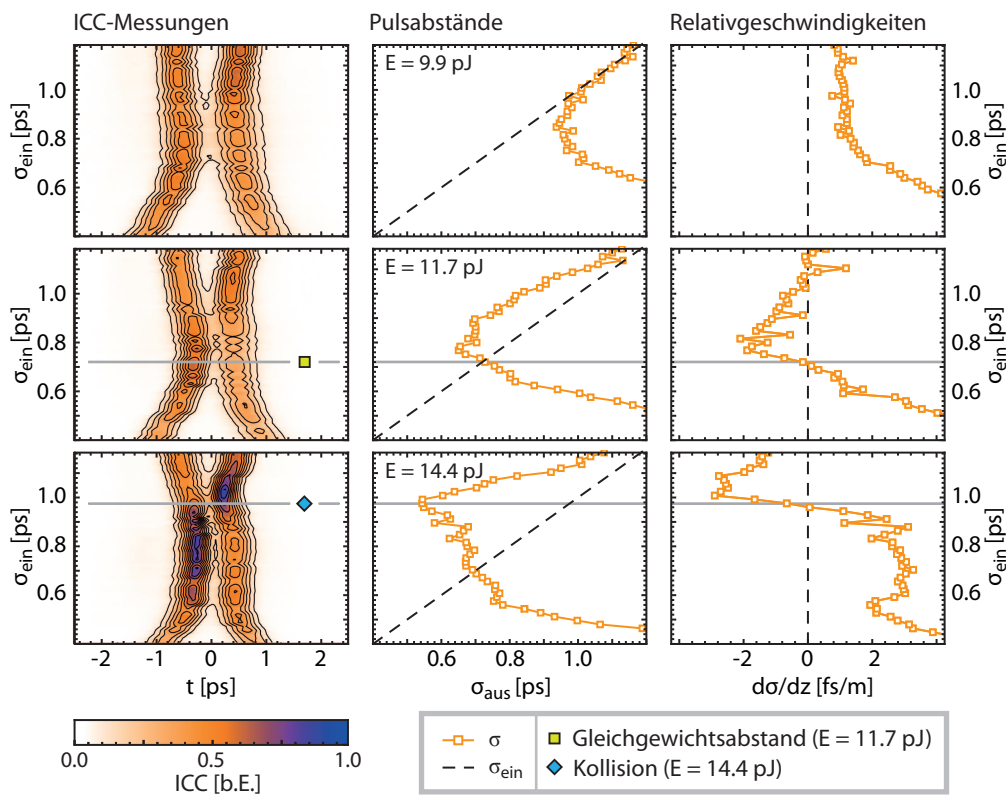 ICC-Messungen
Pulsabstände
Relativgeschwindigkeiten
σein [ps]
1.0
0.8
0.6
E = 9.9 pJ
1.0
0.8
0.6
σein [ps]
σein [ps]
1.0
0.8
0.6
E = 11.7 pJ
1.0
0.8
0.6
σein [ps]
σein [ps]
1.0
0.8
0.6
E = 14.4 pJ
1.0
0.8
0.6
σein [ps]
-2 -1 0 1 2
t [ps]
0.6 0.8 1.0
σaus [ps]
-2 0 2
dσ/dz [fs/m]
0.0 0.5 1.0
ICC [b.E.]
σ
σein
Gleichgewichtsabstand (E = 11.7 pJ)
Kollision (E = 14.4 pJ)